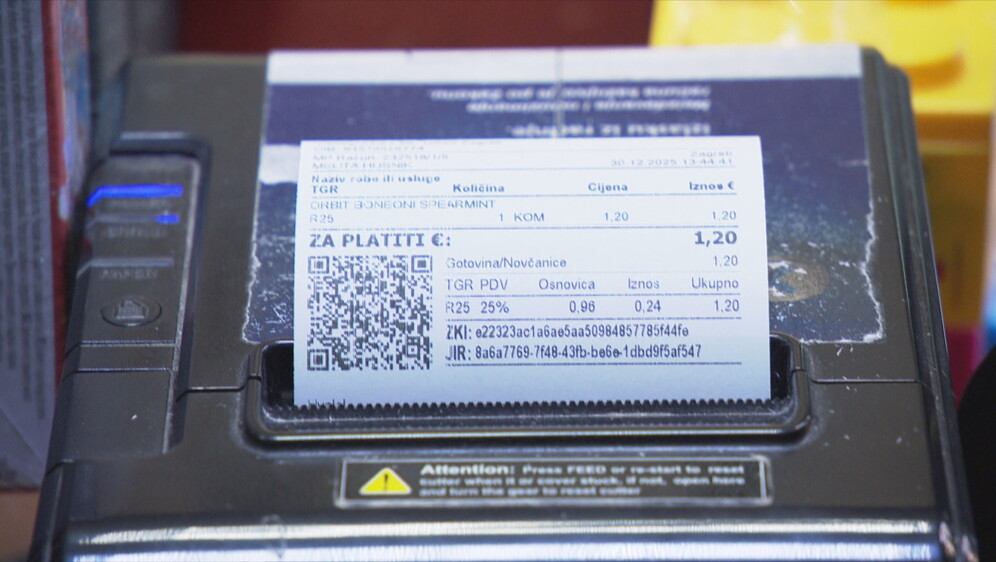 Zagreb
30-12-2025 13:44:41
Naziv robe ili usluge
TGR Količina Cijena Iznos €
ORBIT BONBONI SPEARMINT
R25 1 KOM 1,20 1,20
ZA PLATITI €: 1,20
Gotovina/Novčanice 1,20
TGR PDV Osnovica Iznos Ukupno
R25 25% 0,96 0,24 1,20
ZKI: e22323ac1a6ae5aa50984857785f44fe
JIR: 8a6a7769-7f48-43fb-be6e-1dbd9f5af547
Attention: Press FEED or re-start to reset
cutter when it or cover stuck, if not, open here
and turn the gear to reset cutter